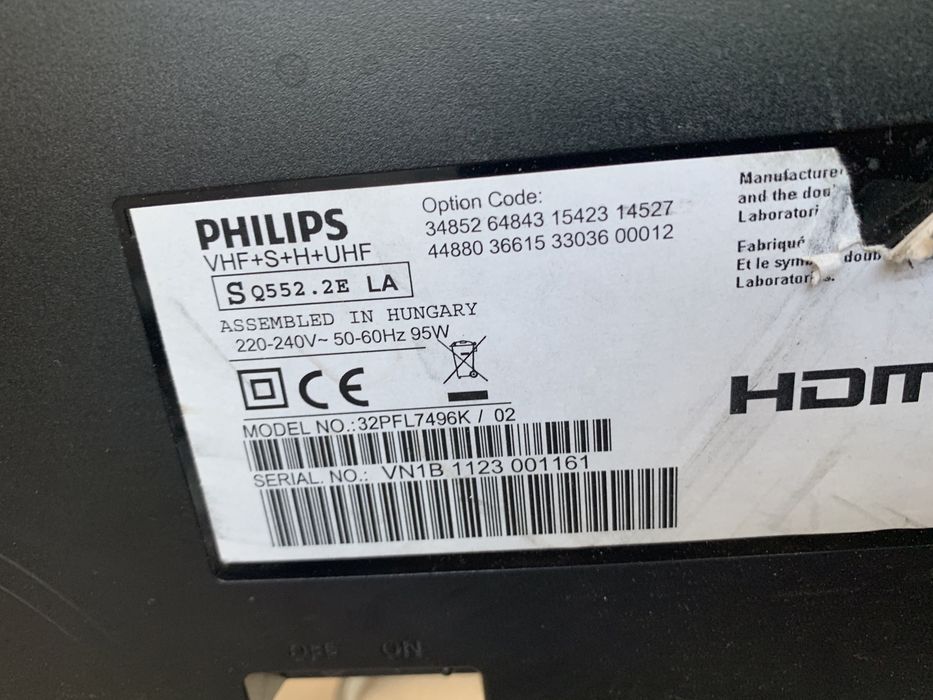 PHILIPS
VHF+S+H+UHF
S Q552.2E LA
ASSEMBLED IN HUNGARY
220-240V~ 50-60Hz 95W
CE
MODEL NO.:32PFL7496K / 02
SERIAL. NO.: VN1B 1123 001161
Option Code:
34852 64843 15423 14527
44880 36615 33036 00012
Manufacture
and the dou
Laboratori
Fabriqué
Et le sym doub
Laborator s.
HDM
OFF ON